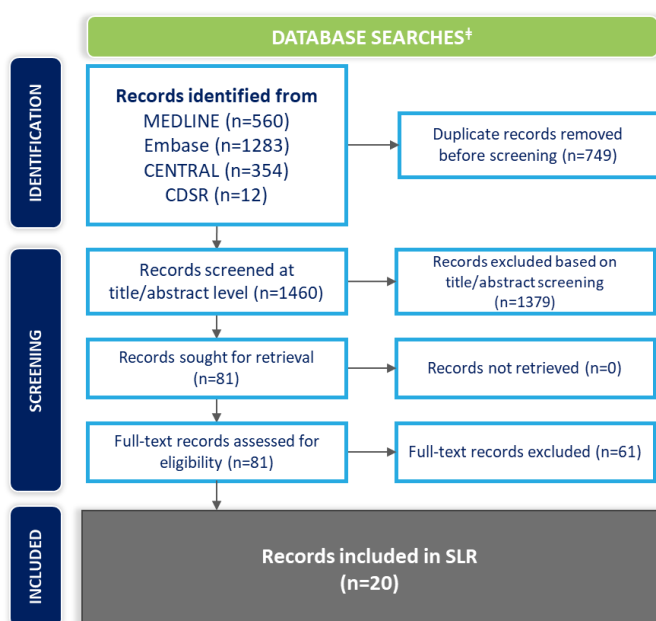 DATABASE SEARCHES‡
IDENTIFICATION
Records identified from
MEDLINE (n=560)
Embase (n=1283)
CENTRAL (n=354)
CDSR (n=12)
Duplicate records removed
before screening (n=749)
SCREENING
Records screened at
title/abstract level (n=1460)
Records excluded based on
title/abstract screening
(n=1379)
Records sought for retrieval
(n=81)
Records not retrieved (n=0)
Full-text records assessed for
eligibility (n=81)
Full-text records excluded (n=61)
INCLUDED
Records included in SLR
(n=20)